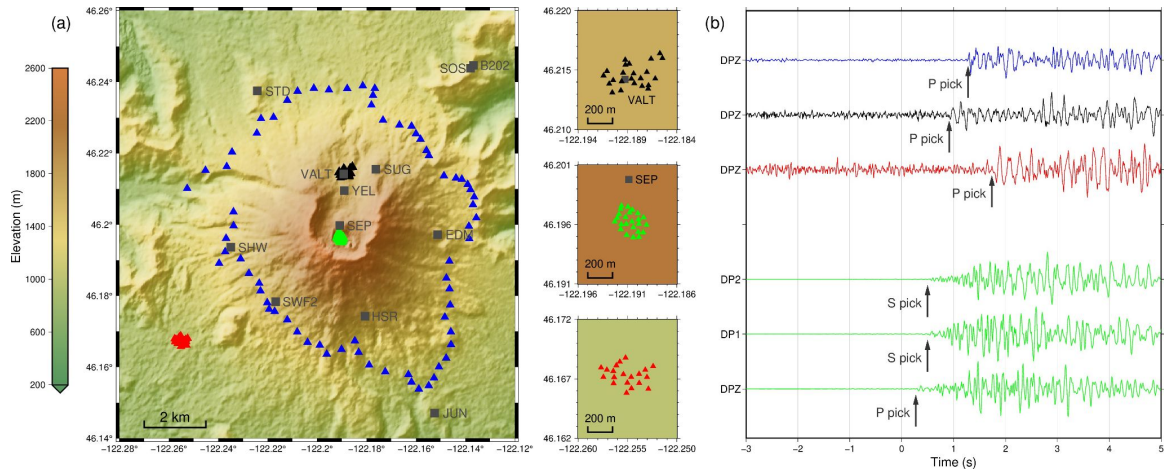 (a)
46.26°
46.24°
46.22°
46.2°
46.18°
46.16°
46.14°
-122.28°
-122.26°
-122.24°
-122.22°
-122.2°
-122.18°
-122.16°
-122.14°
-122.12°
Elevation (m)
2600
2200
1800
1400
1000
600
200
SOS
B202
STD
VALT
SUG
YEL
SEP
EDM
SHW
SWF2
HSR
JUN
2 km
46.220
46.215
46.210
VALT
200 m
-122.194
-122.189
-122.184
46.201
46.196
46.191
SEP
200 m
-122.196
-122.191
-122.186
46.172
46.167
46.162
200 m
-122.260
-122.255
-122.250
(b)
DPZ
P pick
DPZ
P pick
DPZ
P pick
DP2
S pick
DP1
S pick
DPZ
P pick
-3
-2
-1
0
1
2
3
4
5
Time (s)